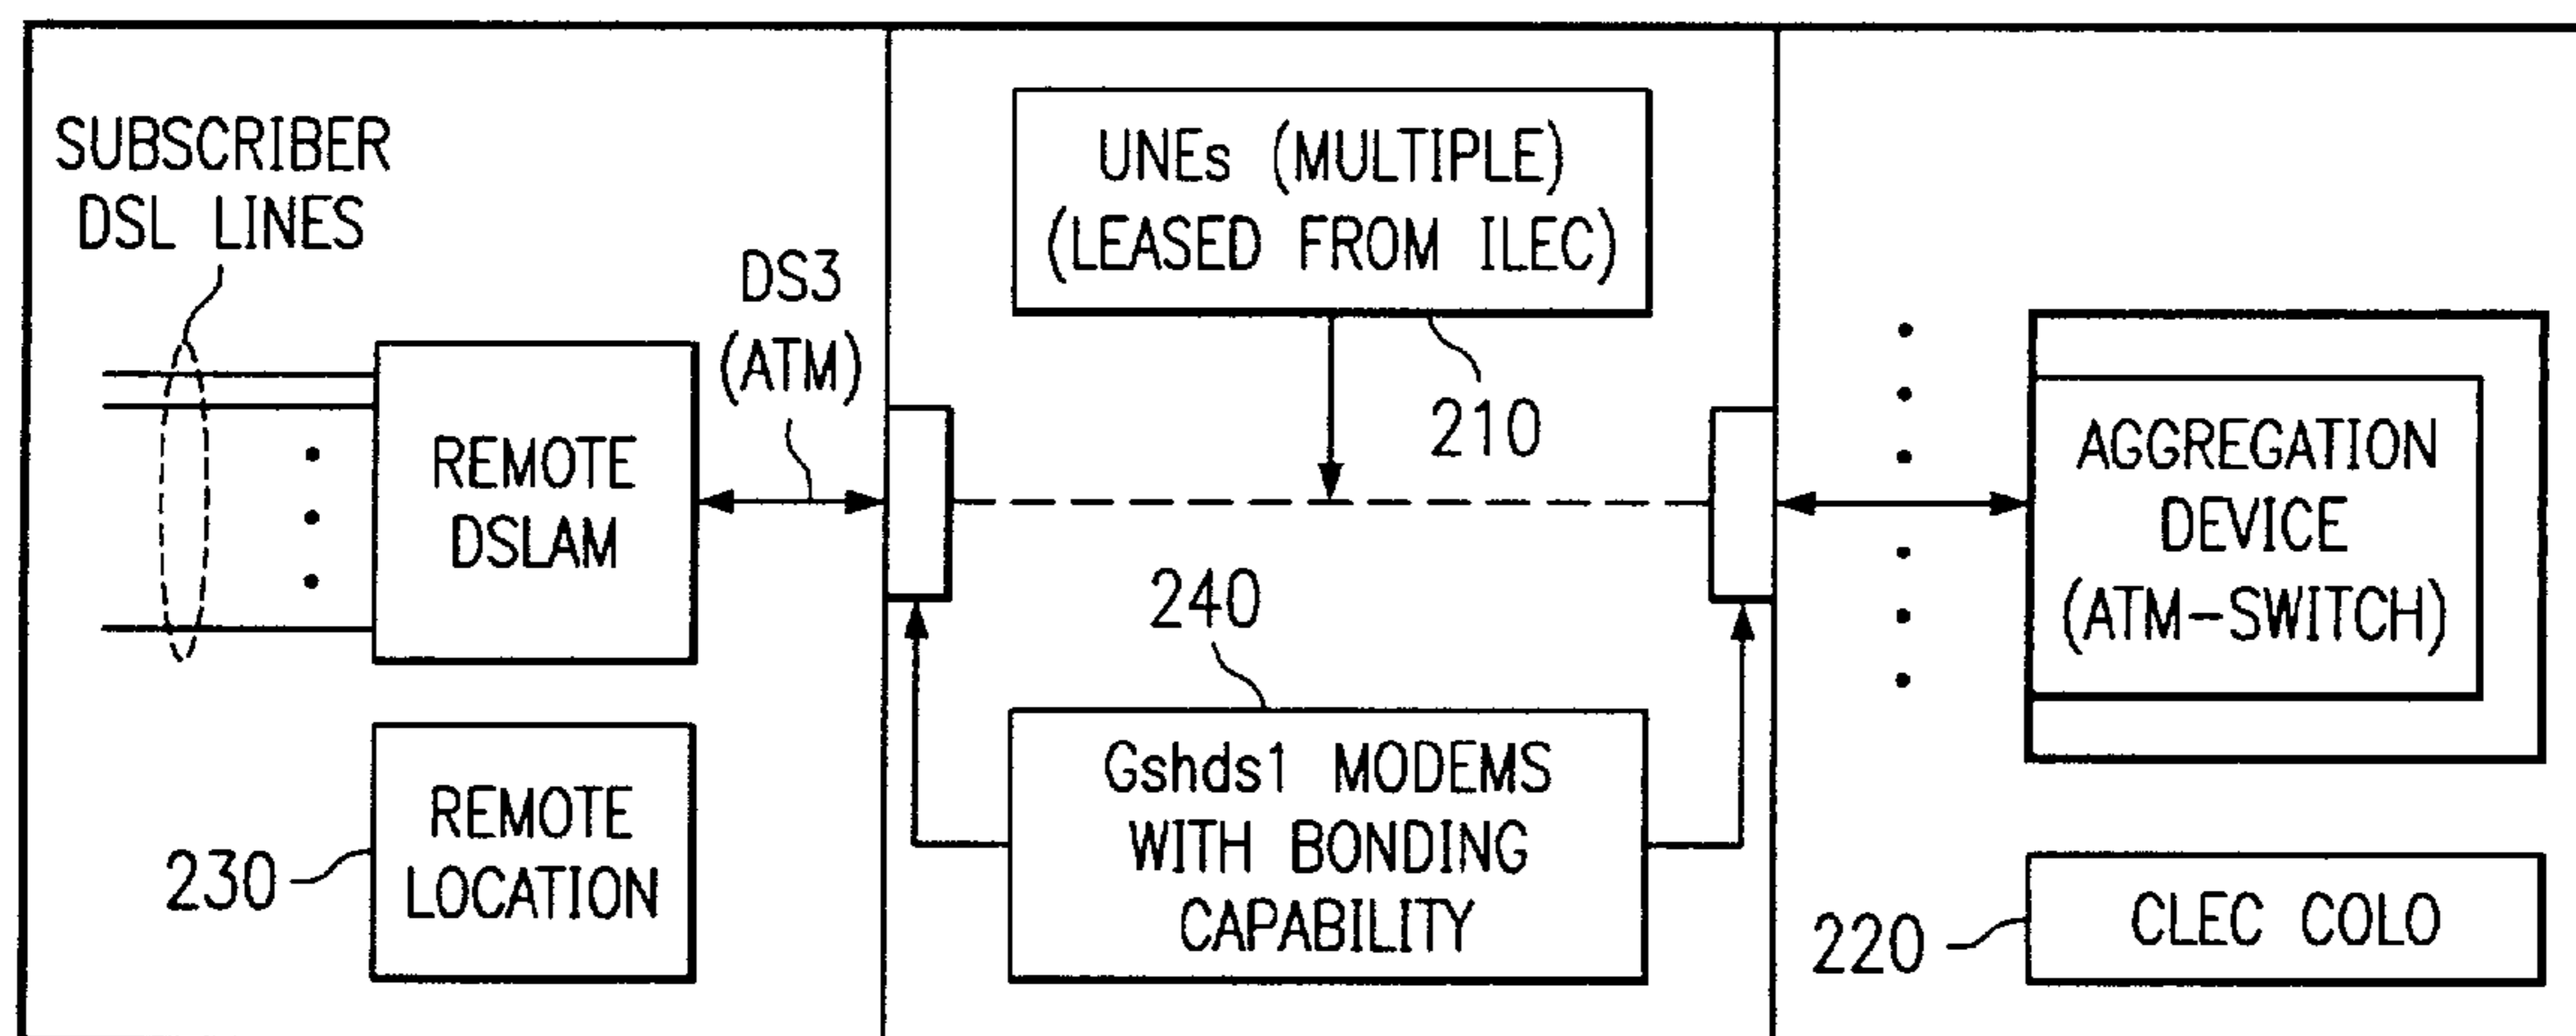 SUBSCRIBER
DSL LINES
DS3
(ATM)
REMOTE
DSLAM
REMOTE
LOCATION
230
UNEs (MULTIPLE)
(LEASED FROM ILEC)
210
240
Gshds1 MODEMS
WITH BONDING
CAPABILITY
AGGREGATION
DEVICE
(ATM-SWITCH)
CLEC COLO
220